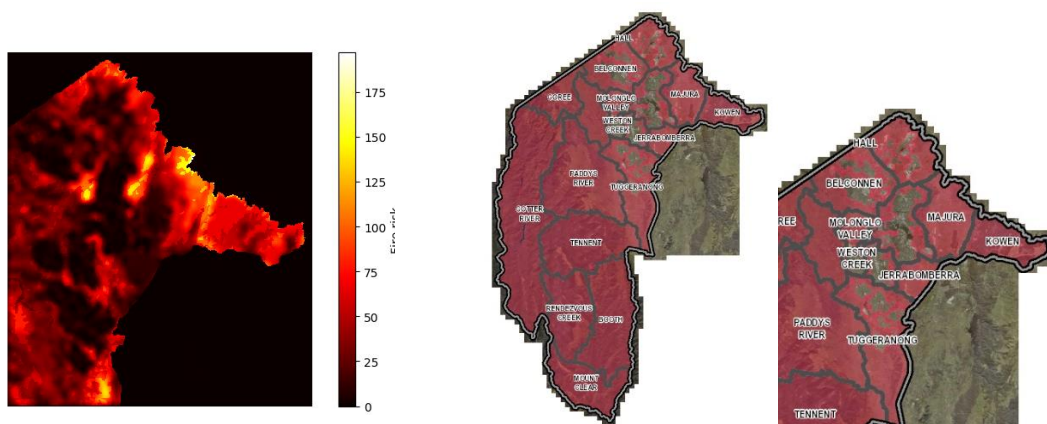 175
150
125
100
75
50
25
0
HALL
BELCONNEN
COREE
MOLONGLO
VALLEY
MAJURA
KOWEN
WESTON
CREEK
JERRABOMBERRA
PADDYS
RIVER
TUGGERANONG
COTTER
RIVER
TENNENT
RENDEZVOUS
CREEK
BOOTH
MOUNT
CLEAR
HALL
BELCONNEN
REE
MOLONGLO
VALLEY
MAJURA
KOWEN
WESTON
CREEK
JERRABOMBERRA
PADDYS
RIVER
TUGGERANONG
TENNENT